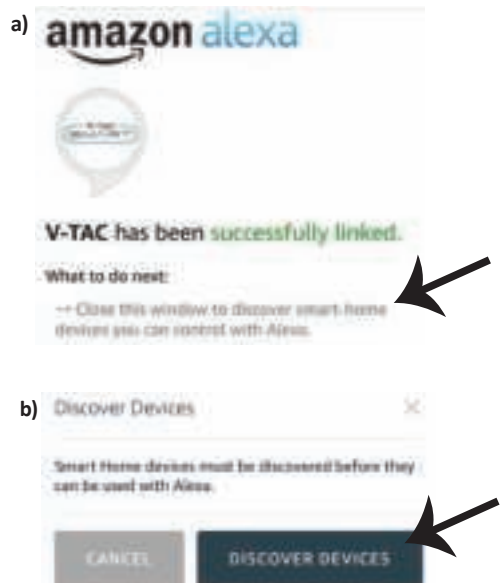 a)
amazon alexa
V-TAC has been successfully linked.
What to do next:
→ Close this window to discover smart-home
devices you can control with Alexa.
b) Discover Devices ×
Smart Home devices must be discovered before they
can be used with Alexa.
CANCEL DISCOVER DEVICES